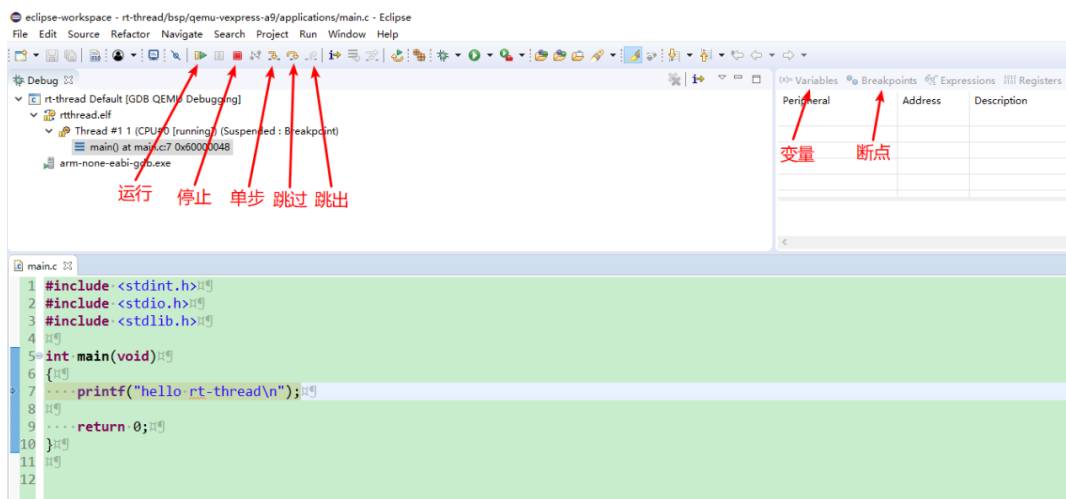 eclipse-workspace - rt-thread/bsp/qemu-vexpress-a9/applications/main.c - Eclipse
File Edit Source Refactor Navigate Search Project Run Window Help
Debug
(x)= Variables Breakpoints Expressions Registers
rt-thread Default [GDB QEMU Debugging]
Peripheral Address Description
rtthread.elf
Thread #1 1 (CPU#0 [running]) (Suspended : Breakpoint)
main() at main.c:7 0x60000048
arm-none-eabi-gdb.exe
变量 断点
运行 停止 单步 跳过 跳出
main.c
1 #include <stdint.h>¤¶
2 #include <stdio.h>¤¶
3 #include <stdlib.h>¤¶
4 ¤¶
5 int·main(void)¤¶
6 {¤¶
7 ····printf("hello·rt-thread\n");¤¶
8 ¤¶
9 ····return·0;¤¶
10 }¤¶
11 ¤¶
12